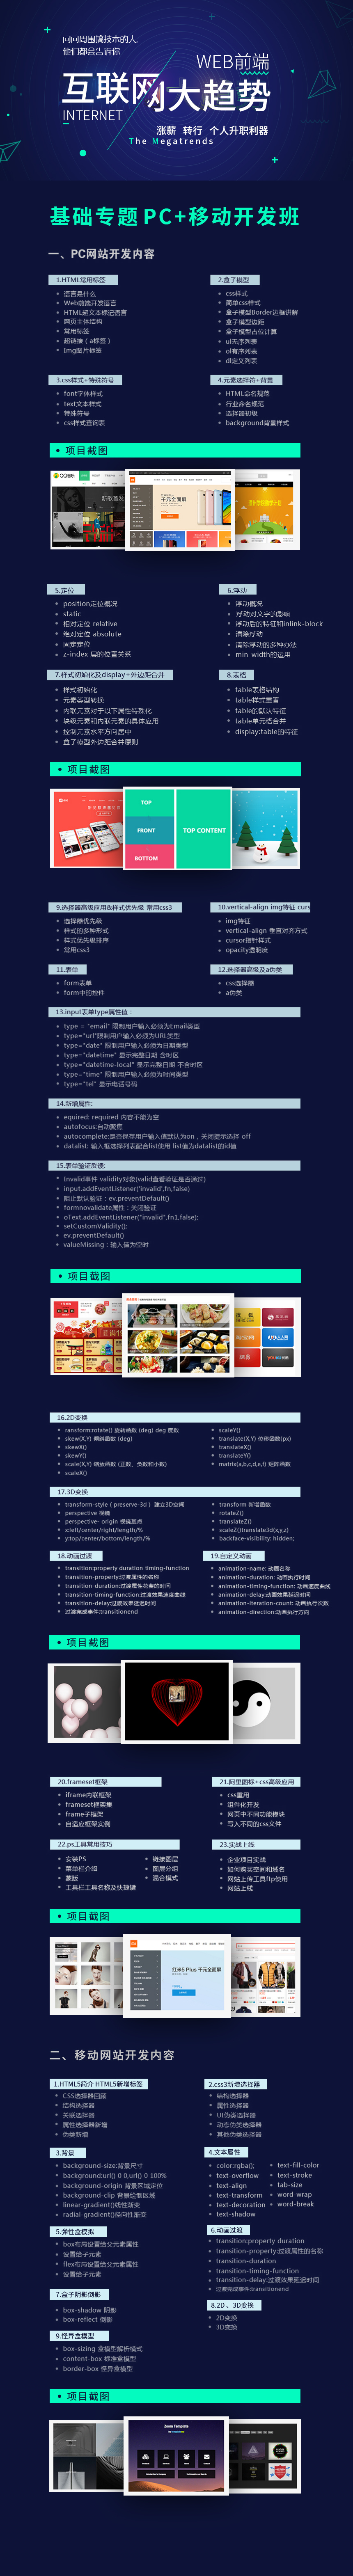 问问周围搞技术的人,
他们都会告诉你
WEB前端
互联网大趋势
INTERNET
涨薪 转行 个人升职利器
The Megatrends
基础专题PC+移动开发班
一、PC网站开发内容
1.HTML常用标签
语言是什么
Web前端开发语言
HTML超文本标记语言
网页主体结构
常用标签
超链接(a标签)
Img图片标签
2.盒子模型
css样式
简单css样式
盒子模型Border边框讲解
盒子模型边距
盒子模型占位计算
ul无序列表
ol有序列表
dl定义列表
3.css样式+特殊符号
font字体样式
text文本样式
特殊符号
css样式查询表
4.元素选择符+背景
HTML命名规范
行业命名规范
选择器初级
background背景样式
项目截图
5.定位
position定位概况
static
相对定位 relative
绝对定位 absolute
固定定位
z-index 层的位置关系
6.浮动
浮动概况
浮动对文字的影响
浮动后的特征和inlink-block
清除浮动
清除浮动的多种办法
min-width的运用
7.样式初始化及display+外边距合并
样式初始化
元素类型转换
内联元素对于以下属性特殊化
块级元素和内联元素的具体应用
控制元素水平方向居中
盒子模型外边距合并原则
8.表格
table表格结构
table样式重置
table的默认特征
table单元格合并
display:table的特征
项目截图
TOP
FRONT
BOTTOM
TOP CONTENT
9.选择器高级应用&样式优先级 常用css3
选择器优先级
样式的多种形式
样式优先级排序
常用css3
10.vertical-align img特征 curs
img特征
vertical-align 垂直对齐方式
cursor指针样式
opacity透明度
11.表单
form表单
form中的控件
12.选择器高级及a伪类
css选择器
a伪类
13.input表单type属性值:
type = "email" 限制用户输入必须为Email类型
type="url"限制用户输入必须为URL类型
type="date" 限制用户输入必须为日期类型
type="datetime" 显示完整日期 含时区
type="datetime-local" 显示完整日期 不含时区
type="time" 限制用户输入必须为时间类型
type="tel" 显示电话号码
14.新增属性:
equired: required 内容不能为空
autofocus:自动聚焦
autocomplete:是否保存用户输入值默认为on,关闭提示选择 off
datalist: 输入框选择列表配合list使用 list值为datalist的id值
15.表单验证反馈:
Invalid事件 validity对象(valid查看验证是否通过)
input.addEventListener('invalid',fn,false)
阻止默认验证:ev.preventDefault()
formnovalidate属性:关闭验证
oText.addEventListener("invalid",fn1,false);
setCustomValidity();
ev.preventDefault()
valueMissing : 输入值为空时
项目截图
16.2D变换
ransform:rotate() 旋转函数 (deg) deg 度数
skew(X,Y) 倾斜函数 (deg)
skewX()
skewY()
scale(X,Y) 缩放函数 (正数、负数和小数)
scaleX()
scaleY()
translate(X,Y) 位移函数(px)
translateX()
translateY()
matrix(a,b,c,d,e,f) 矩阵函数
17.3D变换
transform-style ( preserve-3d ) 建立3D空间
perspective 视镜
perspective- origin 视镜基点
x:left/center/right/length/%
y:top/center/bottom/length/%
transform 新增函数
rotateZ()
translateZ()
scaleZ()translate3d(x,y,z)
backface-visibility: hidden;
18.动画过渡
transition:property duration timing-function
transition-property:过渡属性的名称
transition-duration:过渡属性花费的时间
transition-timing-function:过渡效果速度曲线
transition-delay:过渡效果延迟时间
过渡完成事件:transitionend
19.自定义动画
animation-name: 动画名称
animation-duration: 动画执行时间
animation-timing-function: 动画速度曲线
animation-delay:动画效果延迟时间
animation-iteration-count: 动画执行次数
animation-direction:动画执行方向
项目截图
20.frameset框架
iframe内联框架
frameset框架集
frame子框架
自适应框架实例
21.阿里图标+css高级应用
css重用
组件化开发
网页中不同功能模块
写入不同的css文件
22.ps工具常用技巧
安装PS
菜单栏介绍
蒙版
工具栏工具名称及快捷键
链接图层
图层分组
混合模式
23.实战上线
企业项目实战
如何购买空间和域名
网站上传工具ftp使用
网站上线
项目截图
红米5 Plus 千元全面屏
二、移动网站开发内容
1.HTML5简介 HTML5新增标签
CSS选择器回顾
结构选择器
关联选择器
属性选择器新增
伪类新增
2.css3新增选择器
结构选择器
属性选择器
UI伪类选择器
动态伪类选择器
其他伪类选择器
3.背景
background-size:背景尺寸
background:url() 0 0,url() 0 100%
background-origin 背景区域定位
background-clip 背景绘制区域
linear-gradient()线性渐变
radial-gradient()径向性渐变
4.文本属性
color:rgba();
text-overflow
text-align
text-transform
text-decoration
text-shadow
text-fill-color
text-stroke
tab-size
word-wrap
word-break
5.弹性盒模拟
box布局设置给父元素属性
设置给子元素
flex布局设置给父元素属性
设置给子元素
6.动画过渡
transition:property duration
transition-property:过渡属性的名称
transition-duration
transition-timing-function
transition-delay:过渡效果延迟时间
过渡完成事件:transitionend
7.盒子阴影倒影
box-shadow 阴影
box-reflect 倒影
8.2D 、3D变换
2D变换
3D变换
9.怪异盒模型
box-sizing 盒模型解析模式
content-box 标准盒模型
border-box 怪异盒模型
项目截图
Zoom Template